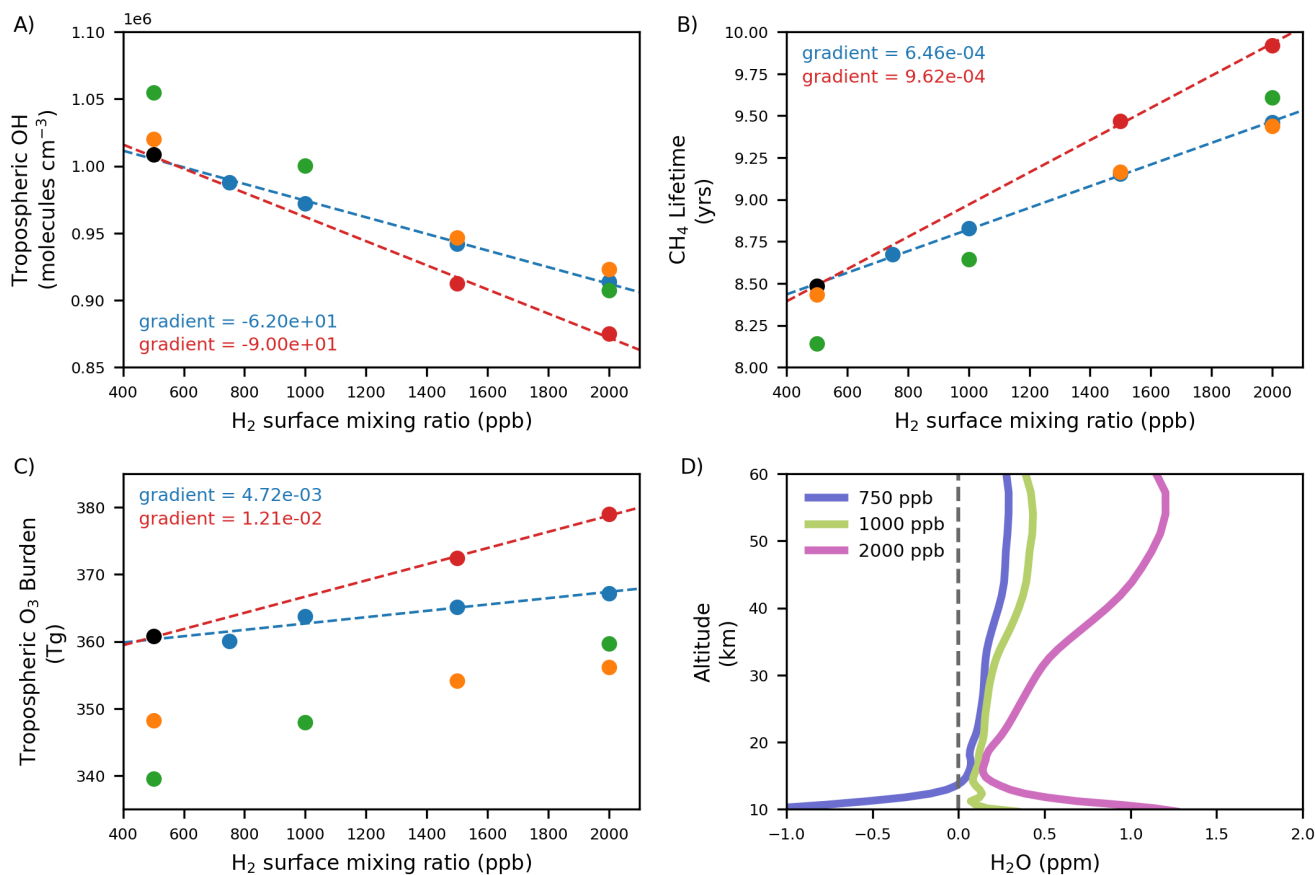 A)
1e6
1.10
1.05
1.00
0.95
0.90
0.85
Tropospheric OH
(molecules cm⁻³)
gradient = -6.20e+01
gradient = -9.00e+01
400 600 800 1000 1200 1400 1600 1800 2000
H₂ surface mixing ratio (ppb)
B)
10.00
9.75
9.50
9.25
9.00
8.75
8.50
8.25
8.00
CH₄ Lifetime
(yrs)
gradient = 6.46e-04
gradient = 9.62e-04
400 600 800 1000 1200 1400 1600 1800 2000
H₂ surface mixing ratio (ppb)
C)
380
370
360
350
340
Tropospheric O₃ Burden
(Tg)
gradient = 4.72e-03
gradient = 1.21e-02
400 600 800 1000 1200 1400 1600 1800 2000
H₂ surface mixing ratio (ppb)
D)
60
50
40
30
20
10
Altitude
(km)
750 ppb
1000 ppb
2000 ppb
−1.0 −0.5 0.0 0.5 1.0 1.5 2.0
H₂O (ppm)